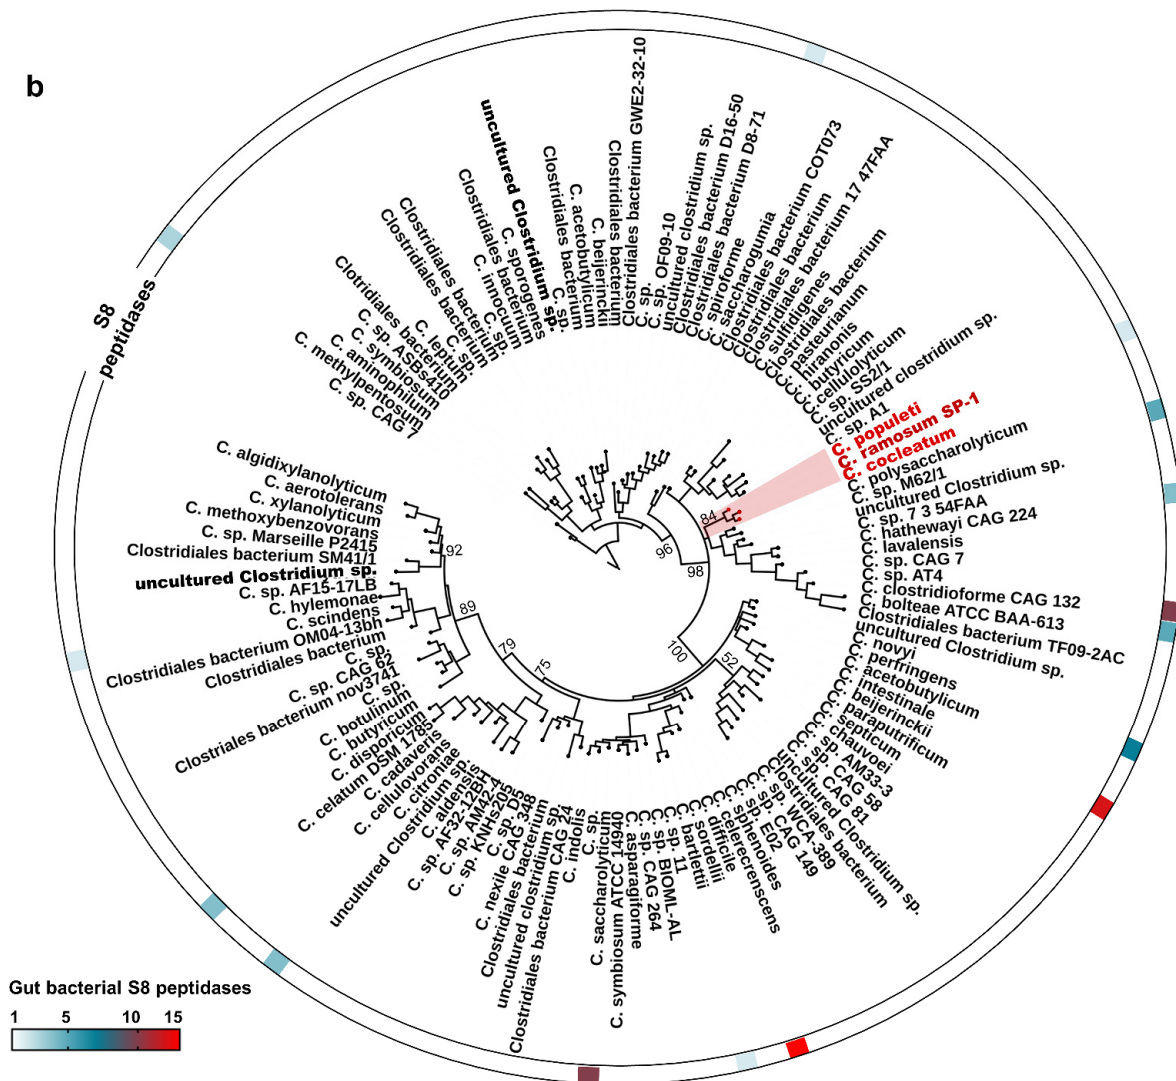 b
S8
peptidases
C. sp. CAG 7
C. methylpentosum
C. aminophilum
C. symbiosum
C. sp. ASBs410
Clotridiales bacterium
C. leptum
C. sp.
Clostridiales bacterium
Clostridiales bacterium
C. sp.
C. innocuum
Clostridiales bacterium
C. sporogenes
uncultured Clostridium sp.
C. sp.
Clostridiales bacterium
C. acetobutylicum
C. beijerinckii
Clostridiales bacterium
Clostridiales bacterium GWE2-32-10
C. sp.
C. sp. OF09-10
uncultured clostridium sp.
Clostridiales bacterium D16-50
Clostridiales bacterium D8-71
C. spiroforme
C. saccharogumia
Clostridiales bacterium COT073
Clostridiales bacterium
Clostridiales bacterium 17 47FAA
C. sulfidigenes
Clostridiales bacterium
C. pasteurianum
C. hiranonis
C. butyricum
C. cellulolyticum
C. sp. SS2/1
uncultured clostridium sp.
C. sp. A1
C. populeti
C. ramosum SP-1
C. cocleatum
C. polysaccharolyticum
C. sp. M62/1
uncultured Clostridium sp.
C. sp. 7 3 54FAA
C. hathewayi CAG 224
C. lavalensis
C. sp. CAG 7
C. sp. AT4
C. clostridioforme CAG 132
C. bolteae ATCC BAA-613
Clostridiales bacterium TF09-2AC
uncultured Clostridium sp.
C. novyi
C. perfringens
C. acetobutylicum
C. intestinale
C. beijerinckii
C. paraputrificum
C. septicum
C. chauvoei
C. sp. AM33-3
C. sp. CAG 58
C. sp. CAG 81
uncultured Clostridium sp.
Clostridiales bacterium
C. sp. WCA-389
C. sp. CAG 149
C. sp. E02
C. sphenoides
C. celerecrenscens
C. difficile
C. sordellii
C. bartlettii
C. sp. 11
C. sp. BIOML-AL
C. sp. CAG 264
C. asparagiforme
C. symbiosum ATCC 14940
C. saccharolyticum
C. sp.
C. indolis
Clostridiales bacterium CAG 24
uncultured clostridium sp.
Clostridiales bacterium
C. nexile CAG 348
C. sp. D5
C. sp. KNHs205
C. sp. AM42-4
C. sp. AF32-12BH
C. aldensis
uncultured Clostridium sp.
C. citroniae
C. cellulovorans
C. cadaveris
C. celatum DSM 1785
C. disporicum
C. butyricum
C. botulinum
C. sp.
Clostriales bacterium nov3741
C. sp. CAG 62
C. sp.
Clostridiales bacterium
Clostridiales bacterium OM04-13bh
C. scindens
C. hylemonae
C. sp. AF15-17LB
uncultured Clostridium sp.
Clostridiales bacterium SM41/1
C. sp. Marseille P2415
C. methoxybenzovorans
C. xylanolyticum
C. aerotolerans
C. algidixylanolyticum
84
96
98
92
89
79
75
100
52
Gut bacterial S8 peptidases
1 5 10 15